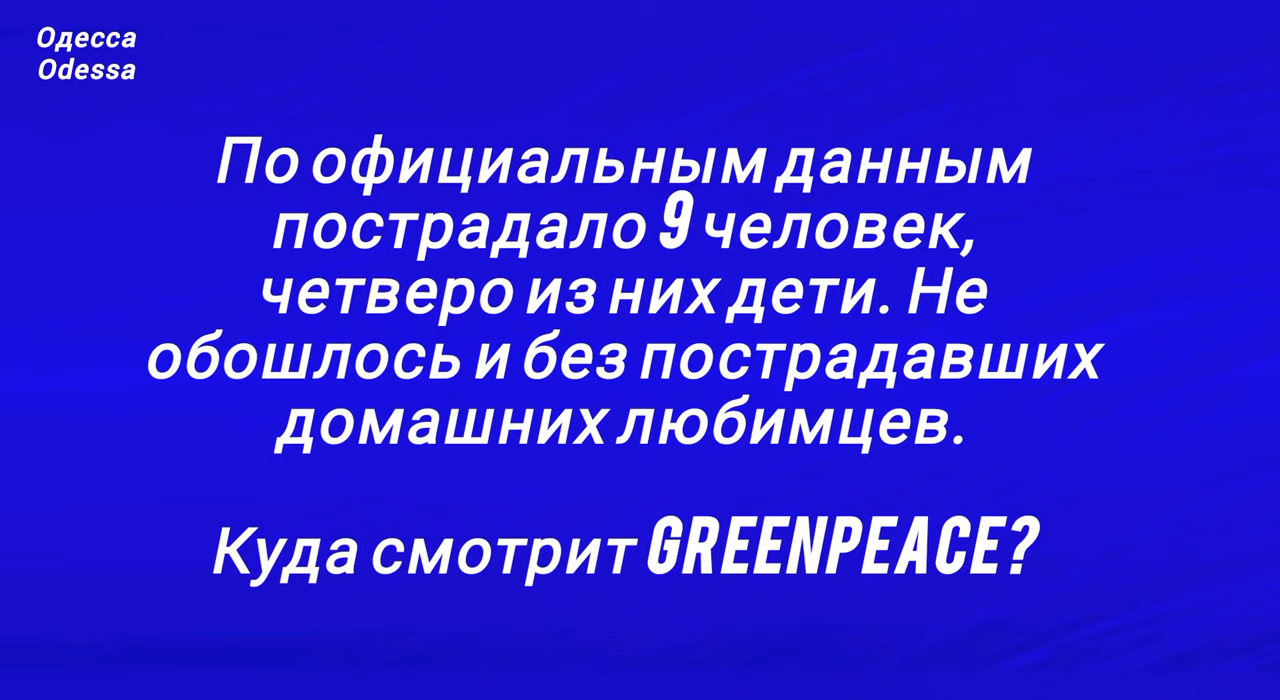 Одесса
Odessa
По официальным данным
пострадало 9 человек,
четверо из них дети. Не
обошлось и без пострадавших
домашних любимцев.
Куда смотрит GREENPEACE?